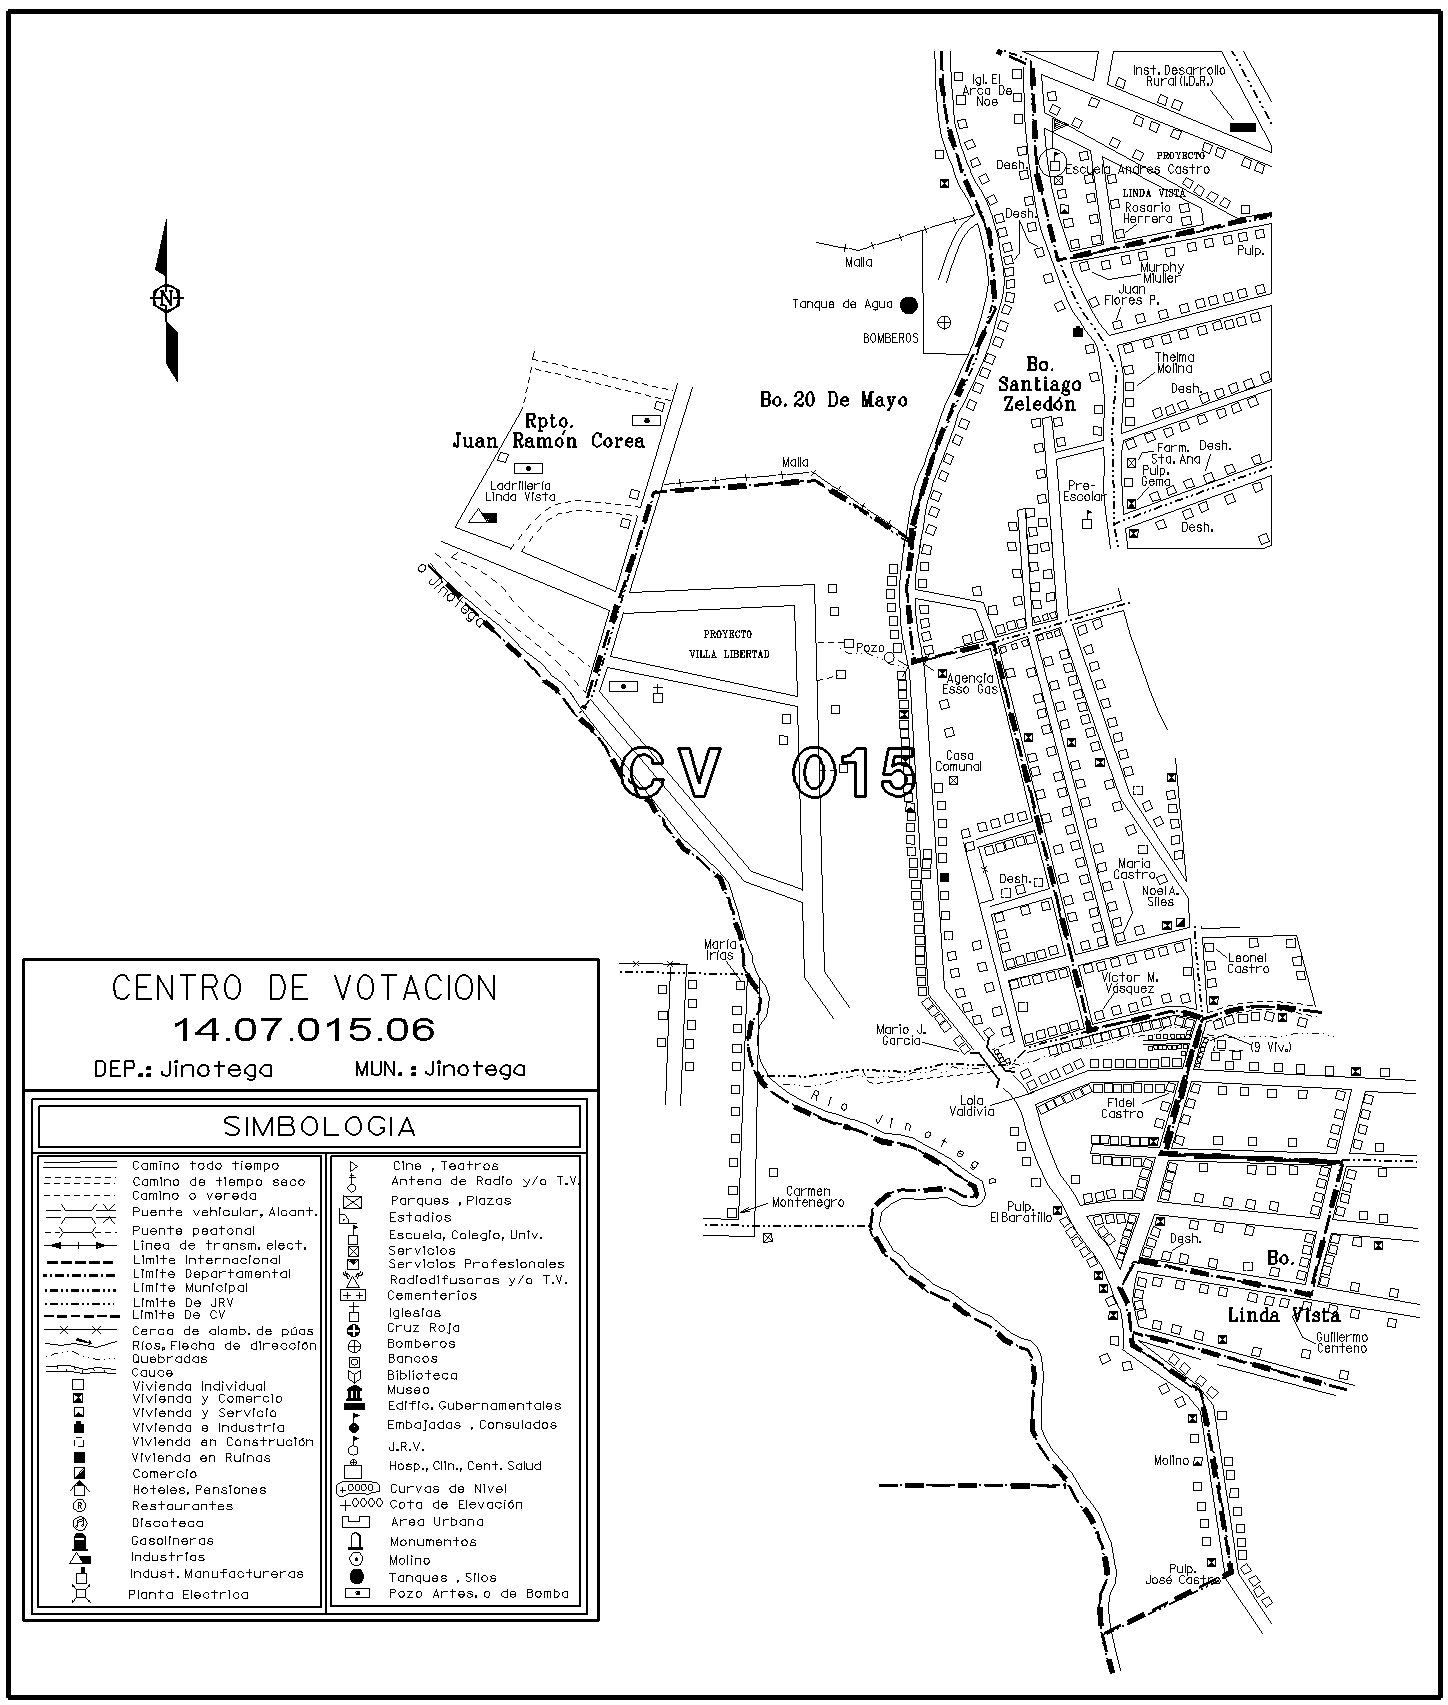 Inst. Desarrollo
Rural (I.D.R.)
Igl. El
Arca De
Noe
PROYECTO
Desh.
Escuela Andres Castro
LINDA VISTA
Rosario
Herrera
Desh.
Pulp.
Malla
Murphy
Muller
Juan
Flores P.
N
Tanque de Agua
BOMBEROS
Thelma
Molina
Bo.
Santiago
Zeledón
Desh.
Bo. 20 De Mayo
Rpto.
Juan Ramón Corea
Farm.
Sta. Ana
Desh.
Malla
Pulp.
Gema
Ladrillería
Linda Vista
Pre-
Escolar
Desh.
o Jinotega
PROYECTO
VILLA LIBERTAD
Pozo
Agencia
Esso Gas
CV 015
Casa
Comunal
Maria
Castro
Desh.
Noel A.
Siles
María
Irías
Leonel
Castro
Victor M.
Vasquez
Mario J.
Garcia
(9 Viv.)
Lola
Valdivia
Fidel
Castro
Río Jinotega
Carmen
Montenegro
Pulp.
El Baratillo
Desh.
Bo.
Linda Vista
Guillermo
Centeno
Molino
Pulp.
José Castro
CENTRO DE VOTACION
14.07.015.06
DEP.: Jinotega MUN. : Jinotega
SIMBOLOGIA
Camino todo tiempo
Camino de tiempo seco
Camino o vereda
Puente vehicular, Alcant.
Puente peatonal
Linea de transm. elect.
Limite Internacional
Limite Departamental
Limite Municipal
Limite De JRV
Limite De CV
Cerca de alamb. de púas
Ríos, Flecha de dirección
Quebradas
Cauce
Vivienda Individual
Vivienda y Comercio
Vivienda y Servicio
Vivienda e Industria
Vivienda en Construción
Vivienda en Ruinas
Comercio
Hoteles, Pensiones
R Restaurantes
Discoteca
Gasolineras
Industrias
Indust. Manufactureras
Planta Electrica
Cine , Teatros
Antena de Radio y/o T.V.
Parques , Plazas
Estadios
Escuela, Colegio, Univ.
Servicios
Servicios Profesionales
Radiodifusoras y/o T.V.
Cementerios
Iglesias
Cruz Roja
Bomberos
Bancos
Biblioteca
Museo
Edific. Gubernamentales
Embajadas , Consulados
J.R.V.
Hosp., Clin., Cent. Salud
+0000 Curvas de Nivel
+0000 Cota de Elevación
Area Urbana
Monumentos
Molino
Tanques , Silos
Pozo Artes. o de Bomba